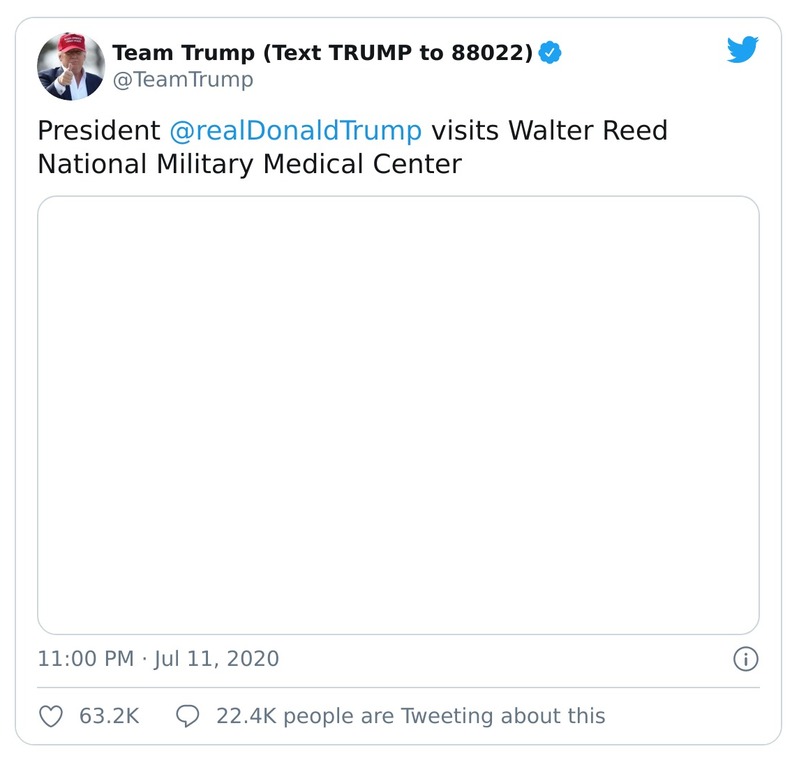 Team Trump (Text TRUMP to 88022)
@TeamTrump
President @realDonaldTrump visits Walter Reed
National Military Medical Center
11:00 PM · Jul 11, 2020
63.2K 22.4K people are Tweeting about this